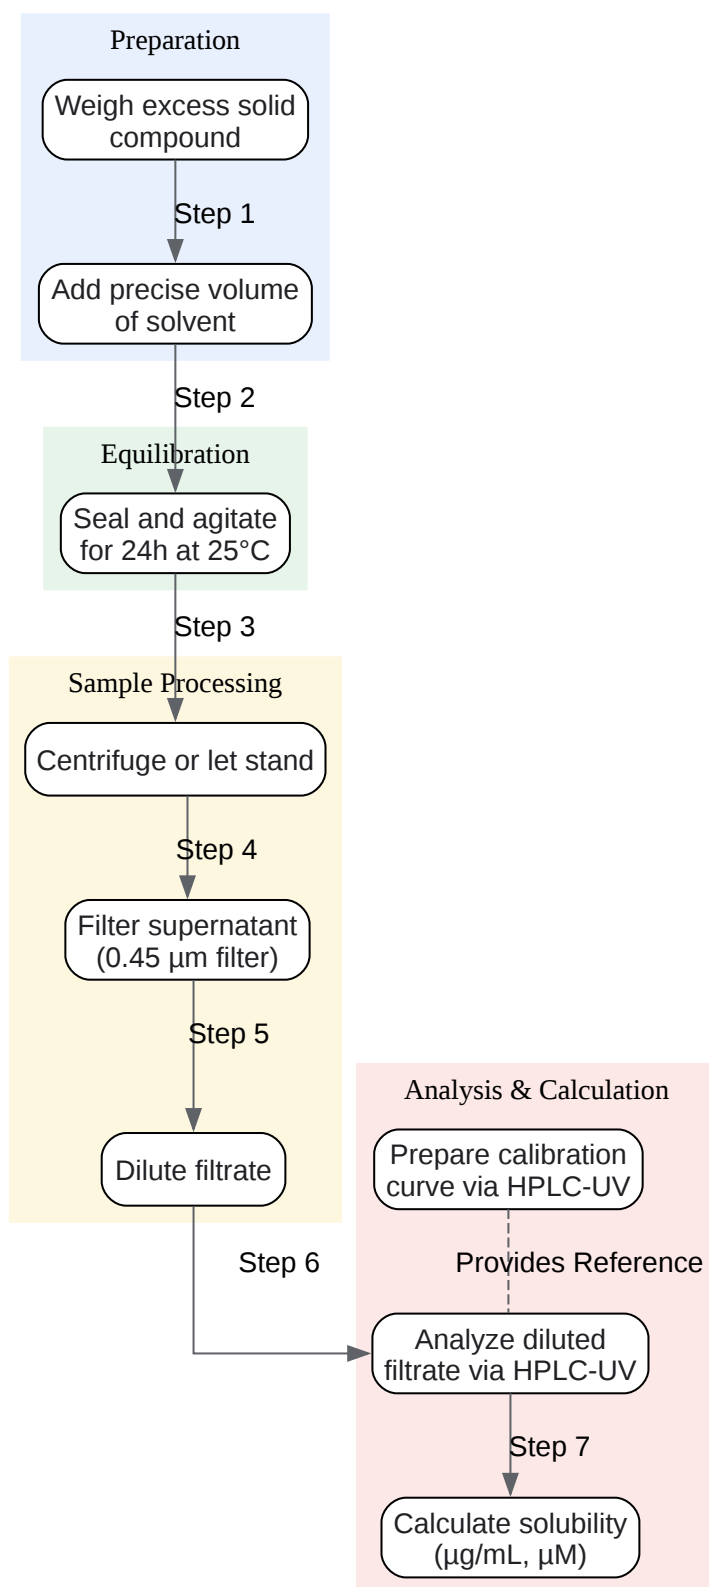 Preparation
Weigh excess solid
compound
Step 1
Add precise volume
of solvent
Step 2
Equilibration
Seal and agitate
for 24h at 25°C
Step 3
Sample Processing
Centrifuge or let stand
Step 4
Filter supernatant
(0.45 µm filter)
Step 5
Dilute filtrate
Step 6
Analysis & Calculation
Prepare calibration
curve via HPLC-UV
Provides Reference
Analyze diluted
filtrate via HPLC-UV
Step 7
Calculate solubility
(µg/mL, µM)